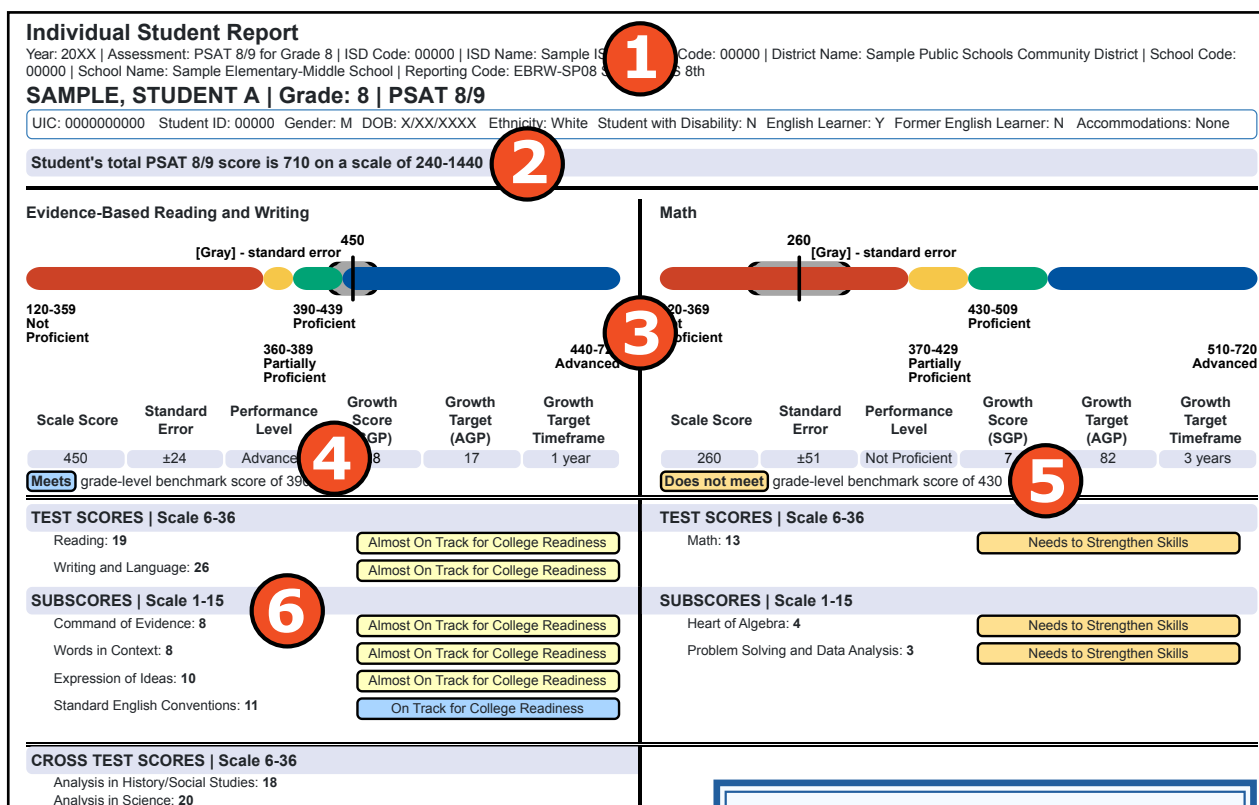 Individual Student Report
Year: 20XX | Assessment: PSAT 8/9 for Grade 8 | ISD Code: 00000 | ISD Name: Sample Code: 00000 | District Name: Sample Public Schools Community District | School Code:
00000 | School Name: Sample Elementary-Middle School | Reporting Code: EBRW-SP08 8th
1
SAMPLE, STUDENT A | Grade: 8 | PSAT 8/9
UIC: 0000000000 Student ID: 00000 Gender: M DOB: X/XX/XXXX Ethnicity: White Student with Disability: N English Learner: Y Former English Learner: N Accommodations: None
Student's total PSAT 8/9 score is 710 on a scale of 240-1440
2
Evidence-Based Reading and Writing
450
[Gray] - standard error
120-359
Not
Proficient
390-439
Proficient
360-389
Partially
Proficient
Advanced
Scale Score Standard Error Performance Level Growth Score Growth Target (AGP) Growth Target Timeframe
450 ±24 17 1 year
Meets grade-level benchmark score of
4
Math
260
[Gray] - standard error
3
430-509
Proficient
370-429
Partially
Proficient
510-720
Advanced
Scale Score Standard Error Performance Level Growth Score (SGP) Growth Target (AGP) Growth Target Timeframe
260 ±51 Not Proficient 82 3 years
Does not meet grade-level benchmark score of 430
5
TEST SCORES | Scale 6-36
Reading: 19 Almost On Track for College Readiness
Writing and Language: 26 Almost On Track for College Readiness
SUBSCORES | Scale 1-15
6
Command of Evidence: 8 Almost On Track for College Readiness
Words in Context: 8 Almost On Track for College Readiness
Expression of Ideas: 10 Almost On Track for College Readiness
Standard English Conventions: 11 On Track for College Readiness
TEST SCORES | Scale 6-36
Math: 13 Needs to Strengthen Skills
SUBSCORES | Scale 1-15
Heart of Algebra: 4 Needs to Strengthen Skills
Problem Solving and Data Analysis: 3 Needs to Strengthen Skills
CROSS TEST SCORES | Scale 6-36
Analysis in History/Social Studies: 18
Analysis in Science: 20